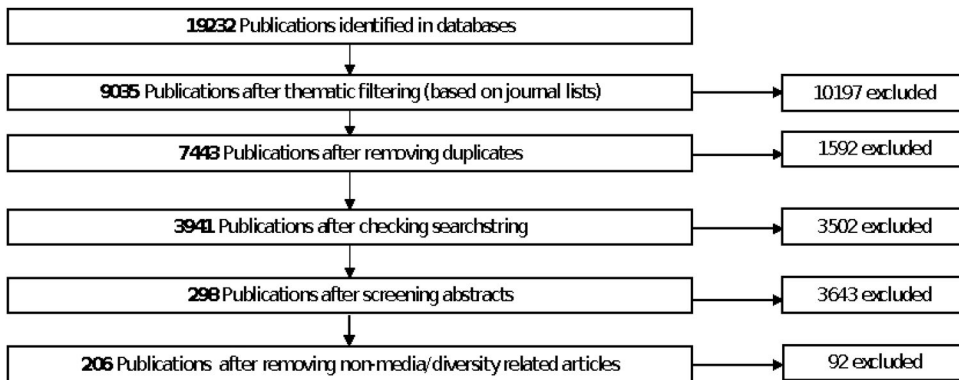 19232 Publications identified in databases
9035 Publications after thematic filtering (based on journal lists)
10197 excluded
7443 Publications after removing duplicates
1592 excluded
3941 Publications after checking searchstring
3502 excluded
298 Publications after screening abstracts
3643 excluded
206 Publications after removing non-media/diversity related articles
92 excluded